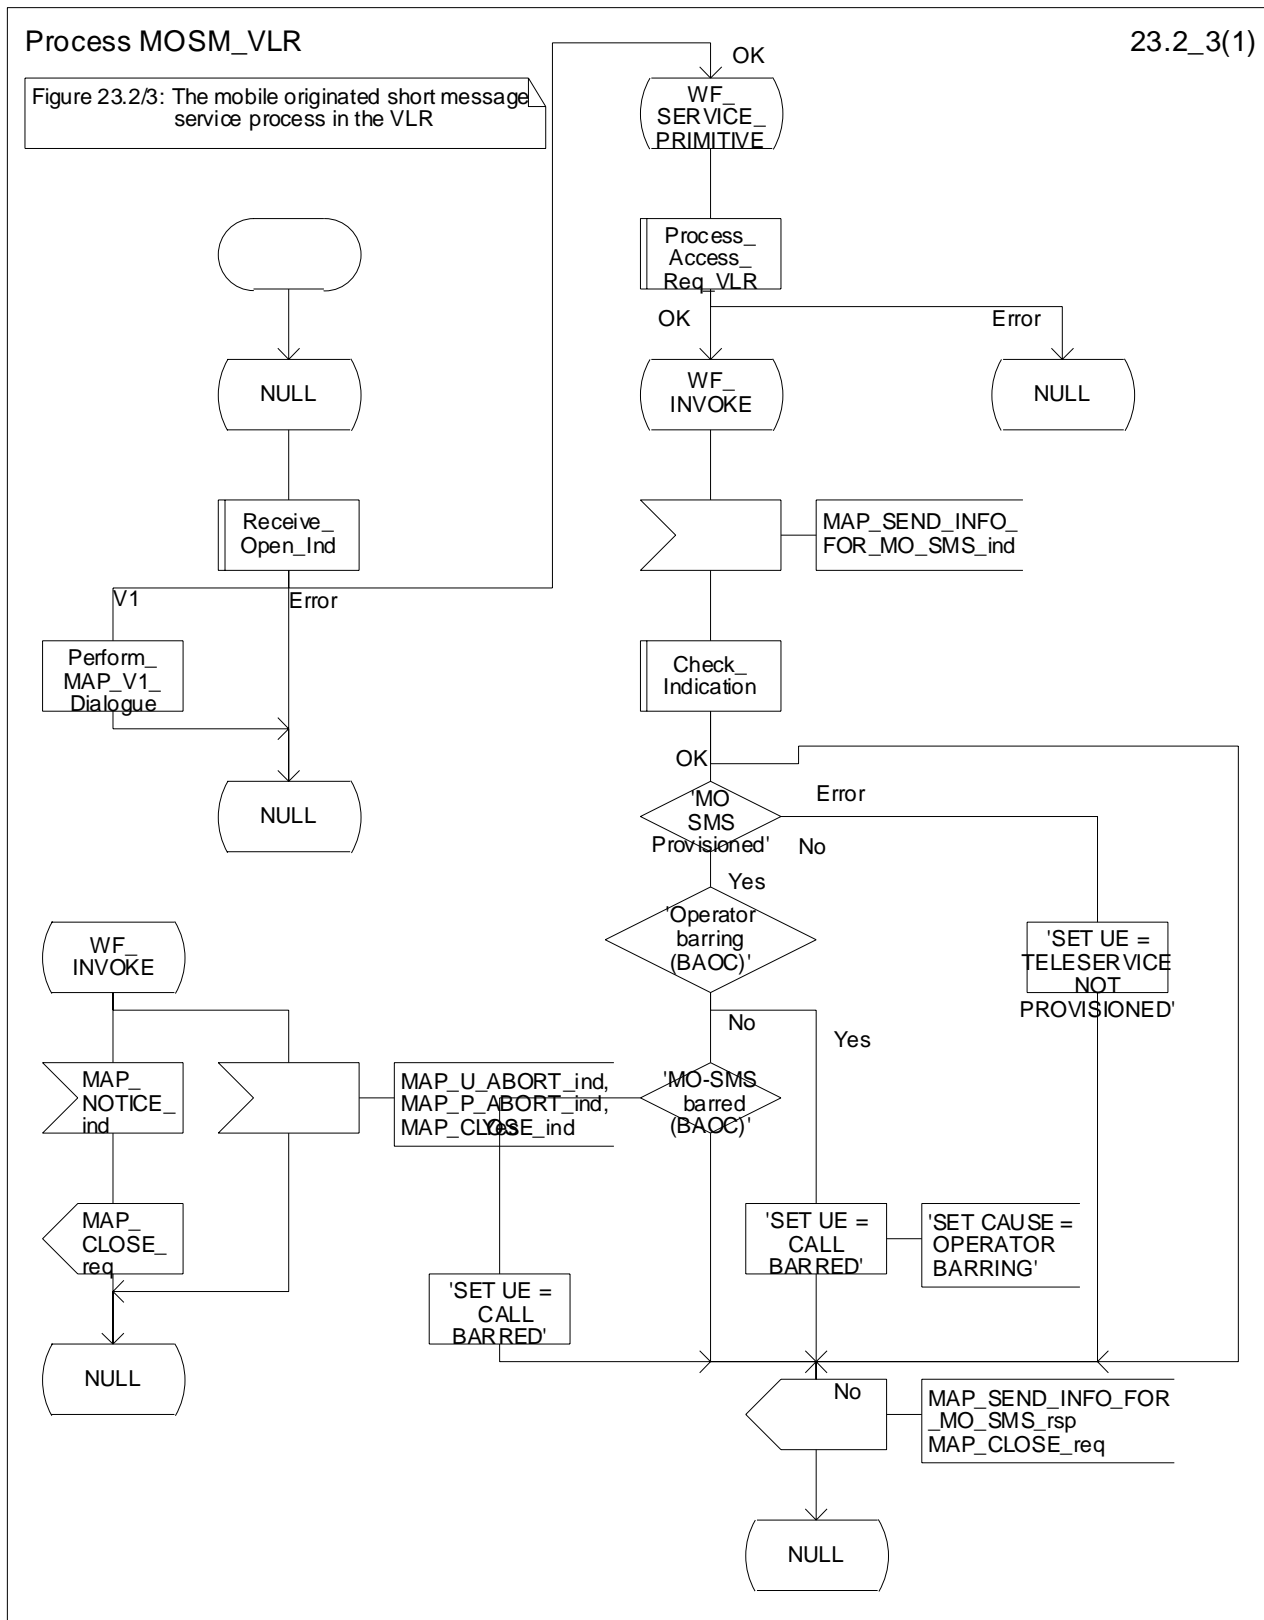 Process MOSM_VLR
23.2_3(1)
Figure 23.2/3: The mobile originated short message
service process in the VLR
OK
WF_
SERVICE_
PRIMITIVE
Process_
Access_
Req_VLR
OK
Error
NULL
WF_
INVOKE
NULL
Receive_
Open_Ind
MAP_SEND_INFO_
FOR_MO_SMS_ind
V1
Error
Perform_
MAP_V1_
Dialogue
Check_
Indication
OK
NULL
'MO
SMS
Provisioned'
Error
No
Yes
'Operator
barring
(BAOC)'
WF_
INVOKE
'SET UE =
TELESERVICE
NOT
PROVISIONED'
No
Yes
MAP_
NOTICE_
ind
MAP_U_ABORT_ind,
MAP_P_ABORT_ind,
MAP_CLOSE_ind
Yes
'MO-SMS
barred
(BAOC)'
MAP_
CLOSE_
req
'SET UE =
CALL
BARRED'
'SET CAUSE =
OPERATOR
BARRING'
'SET UE =
CALL
BARRED'
NULL
No
MAP_SEND_INFO_FOR
_MO_SMS_rsp
MAP_CLOSE_req
NULL